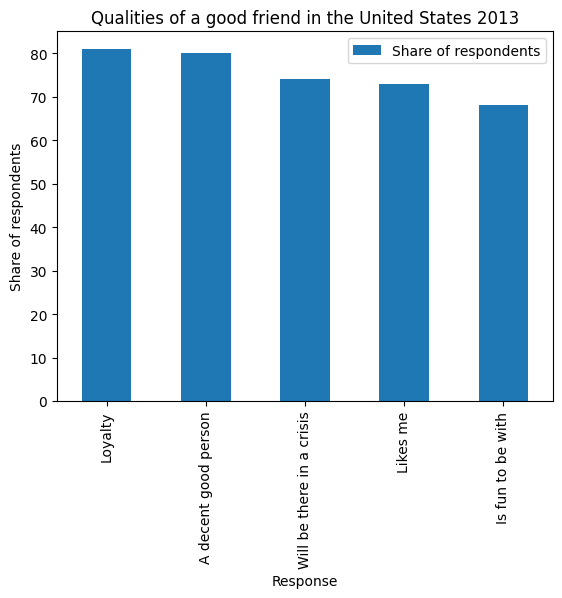 Qualities of a good friend in the United States 2013
Share of respondents
Share of respondents
80
70
60
50
40
30
20
10
0
Loyalty
A decent good person
Will be there in a crisis
Likes me
Is fun to be with
Response